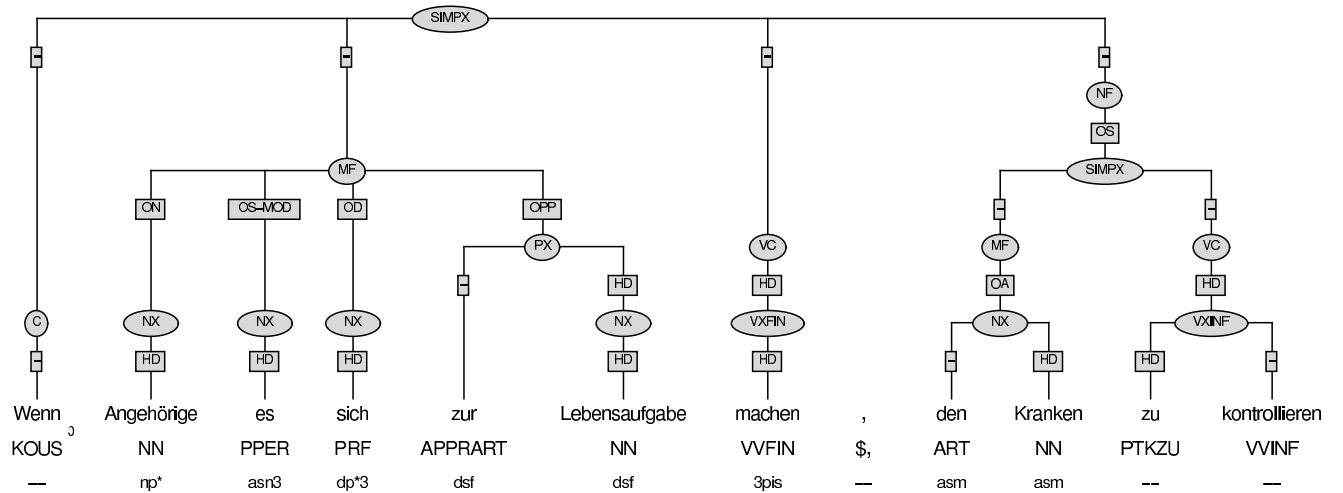 SIMPX
– – – –
NF
OS
MF SIMPX
ON OS–MOD OD OPP – –
PX VC MF VC
– HD HD OA HD
C NX NX NX NX VXFIN NX VXINF
– HD HD HD HD HD – HD HD –
Wenn Angehörige es sich zur Lebensaufgabe machen , den Kranken zu kontrollieren
KOUS NN PPER PRF APPRART NN VVFIN $, ART NN PTKZU VVINF
–– np* asn3 dp*3 dsf dsf 3pis –– asm asm –– ––